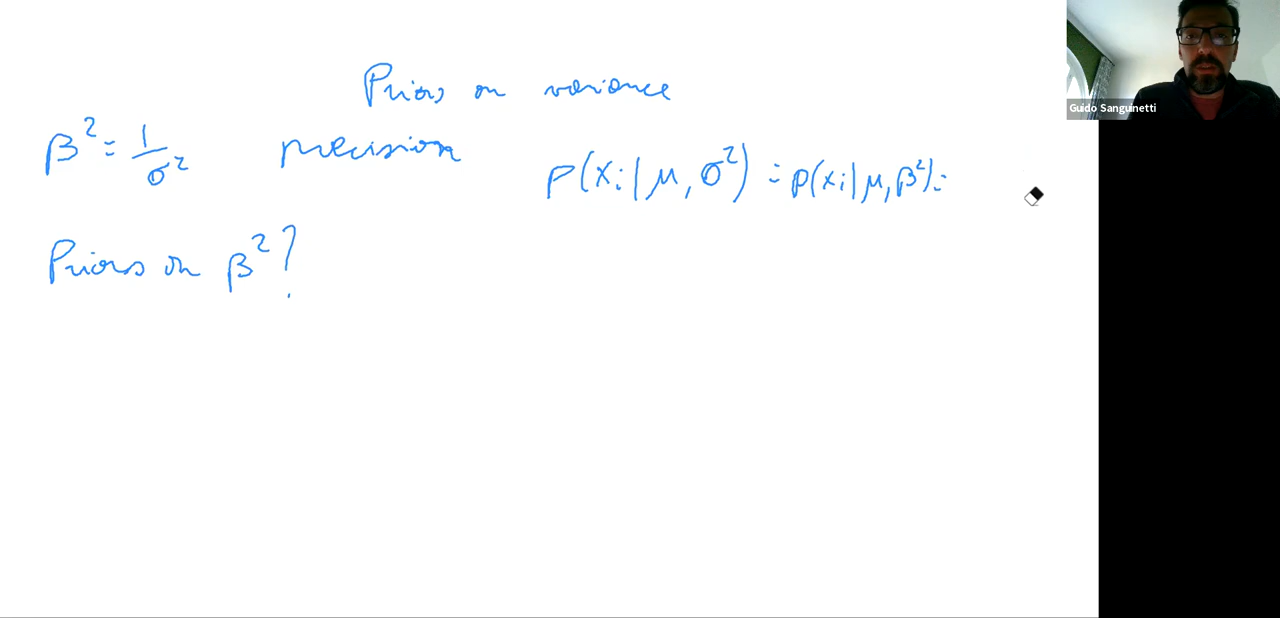 Priors on variance
β² = 1/σ² precision
p(xᵢ|μ, σ²) = p(xᵢ|μ, β²) =
Priors on β²?
Guido Sanguinetti